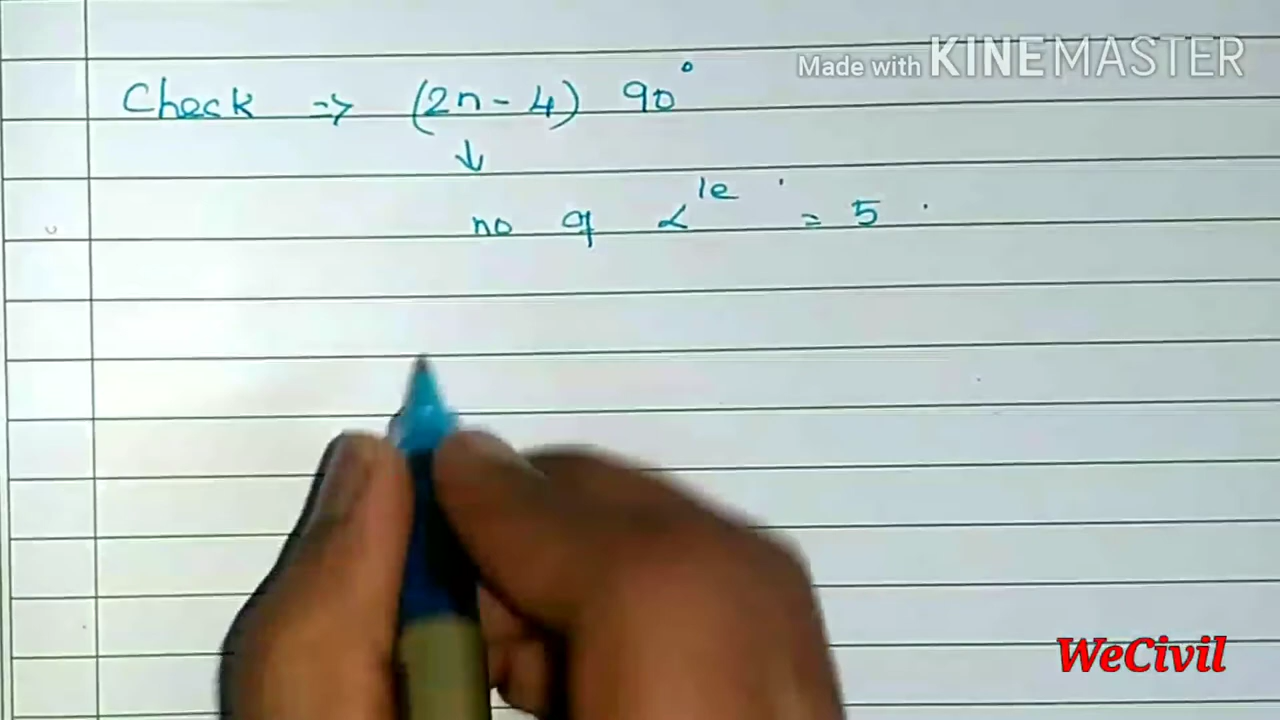 Made with KINEMASTER
Check => (2n - 4) 90°
↓
no of ∠le = 5
WeCivil